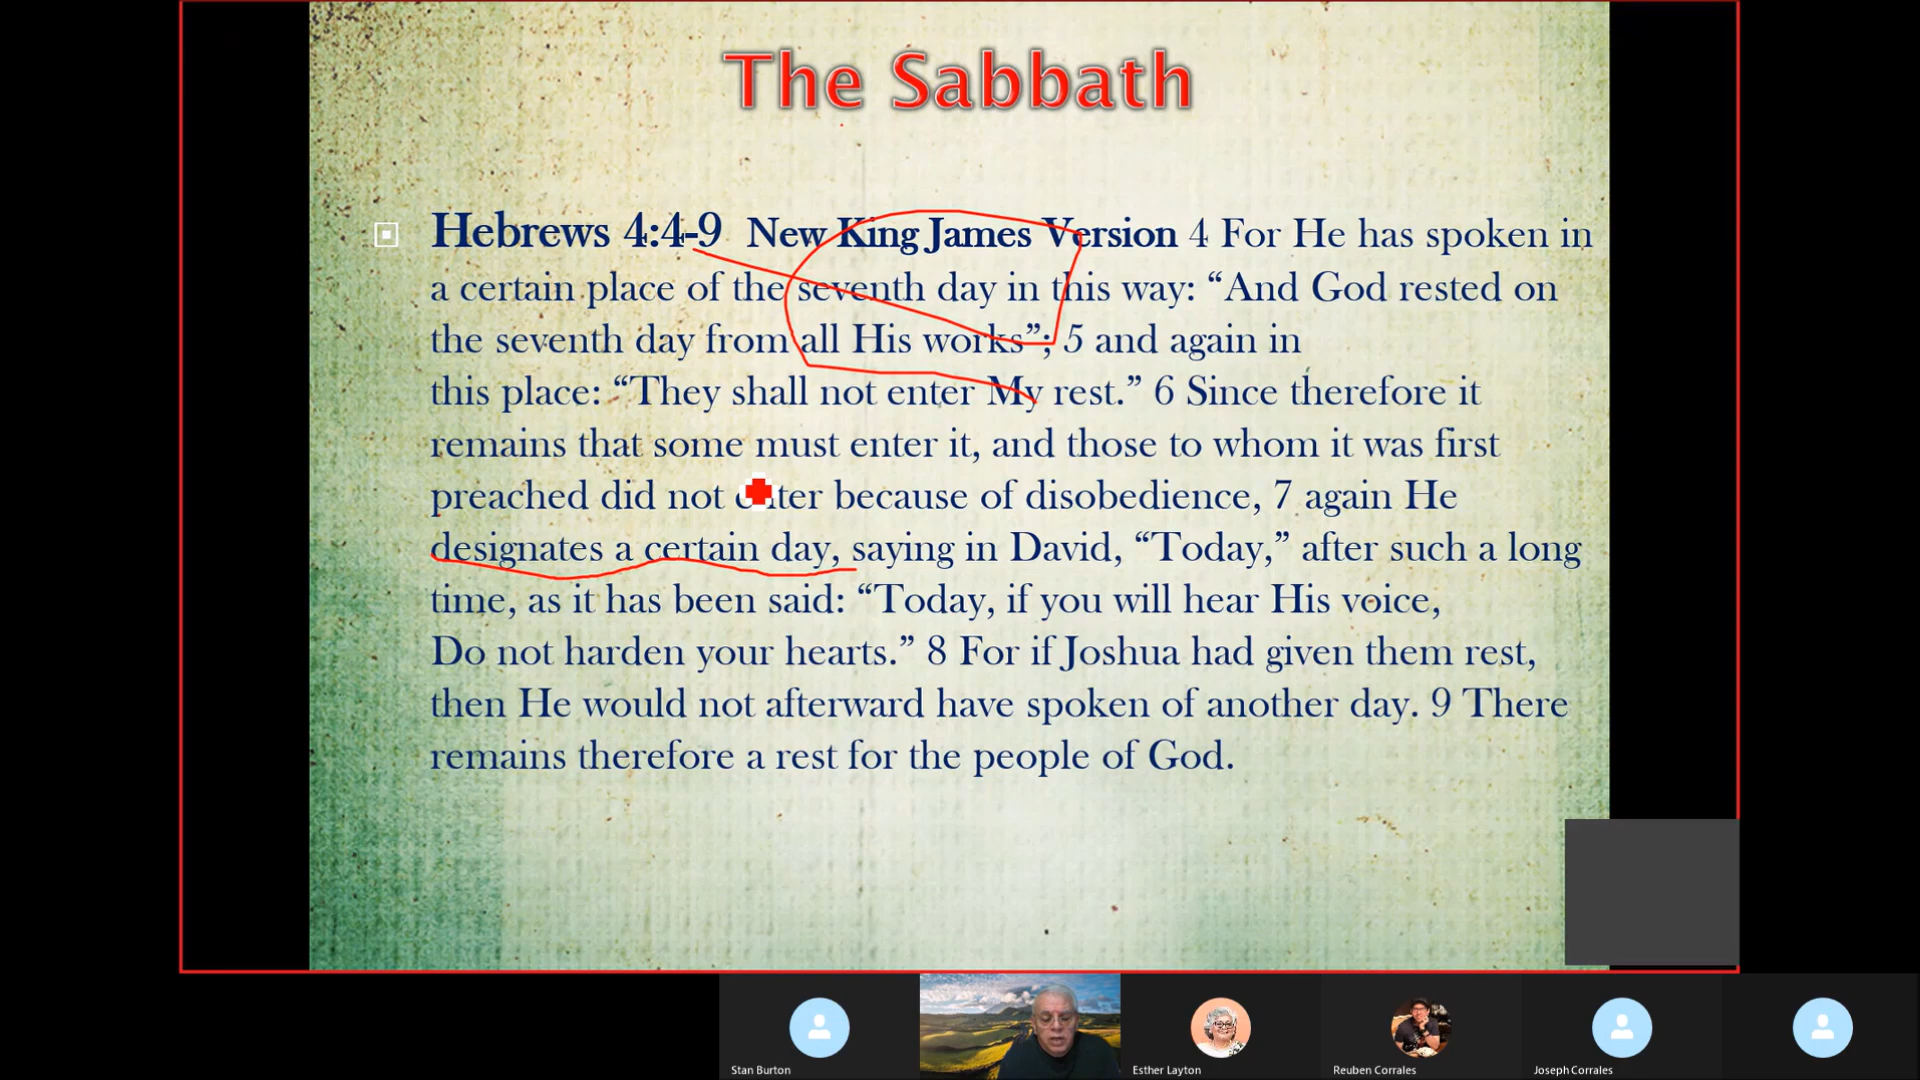 The Sabbath
Hebrews 4:4-9 New King James Version 4 For He has spoken in
a certain place of the seventh day in this way: “And God rested on
the seventh day from all His works”; 5 and again in
this place: “They shall not enter My rest.” 6 Since therefore it
remains that some must enter it, and those to whom it was first
preached did not enter because of disobedience, 7 again He
designates a certain day, saying in David, “Today,” after such a long
time, as it has been said: “Today, if you will hear His voice,
Do not harden your hearts.” 8 For if Joshua had given them rest,
then He would not afterward have spoken of another day. 9 There
remains therefore a rest for the people of God.
Stan Burton
Esther Layton
Reuben Corrales
Joseph Corrales